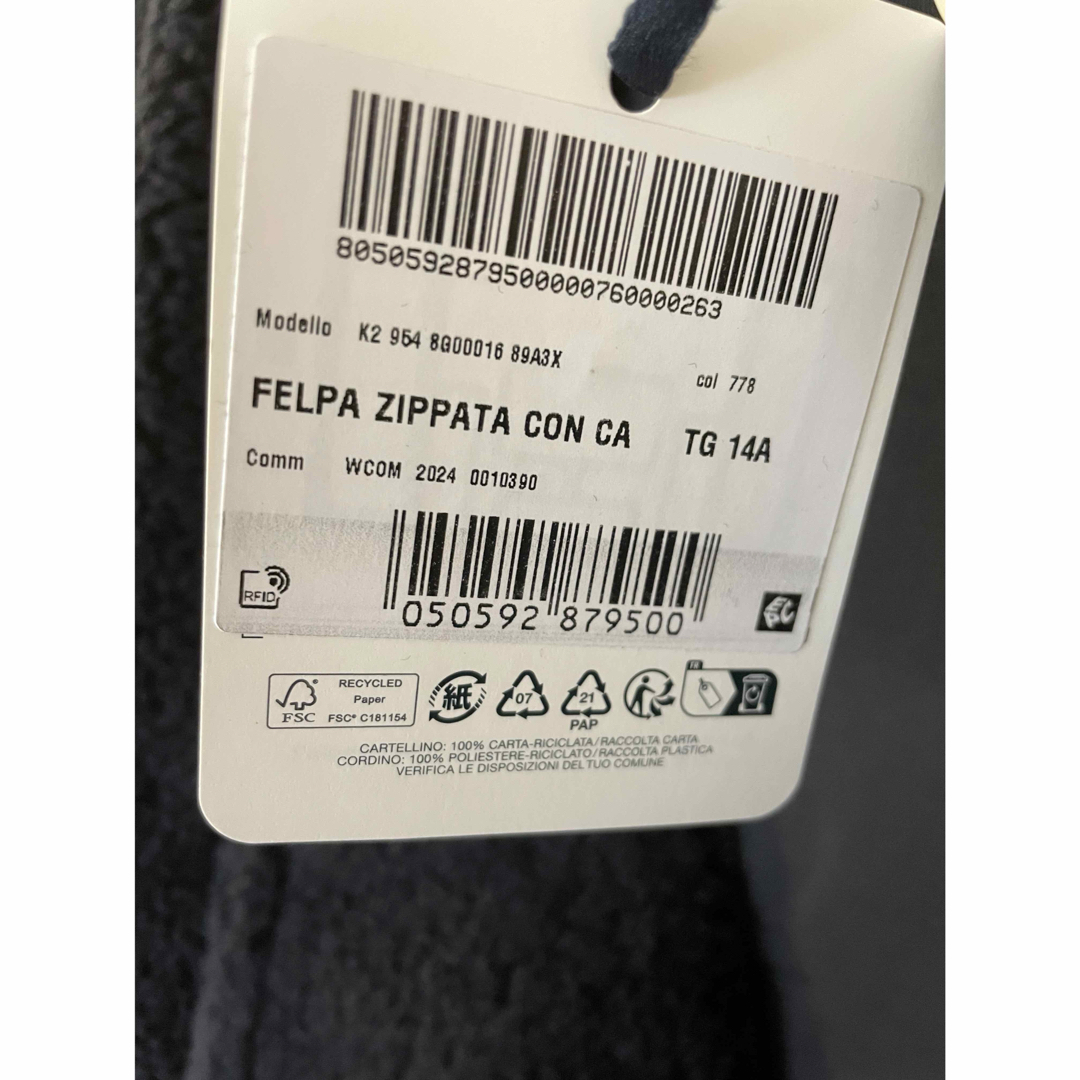 8050592879500000760000263
Modello K2 954 8G00016 89A3X
col 778
FELPA ZIPPATA CON CA TG 14A
Comm WCOM 2024 0010390
050592 879500
RFID
FSC
RECYCLED
Paper
FSC® C181154
紙
07
21
PAP
FR
CARTELLINO: 100% CARTA-RICICLATA/RACCOLTA CARTA
CORDINO: 100% POLIESTERE-RICICLATO/RACCOLTA PLASTICA
VERIFICA LE DISPOSIZIONI DEL TUO COMUNE